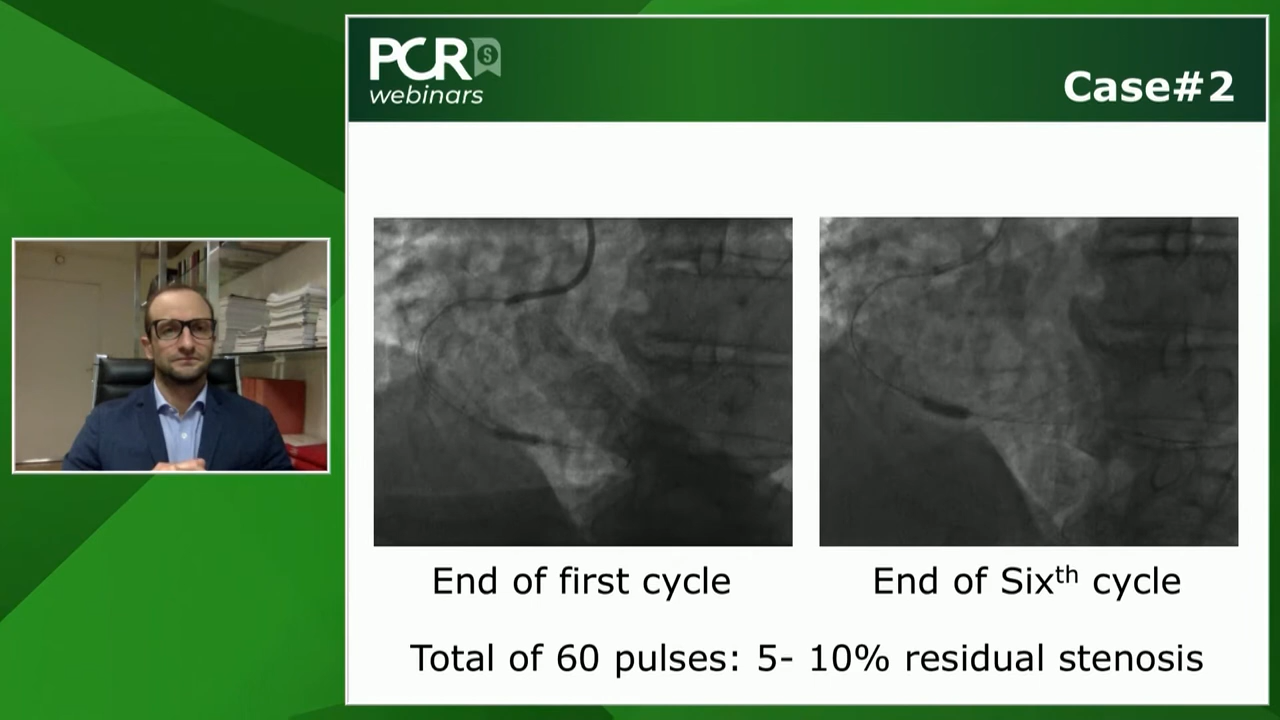 PCR
webinars
Case#2
End of first cycle
End of Sixth cycle
Total of 60 pulses: 5- 10% residual stenosis